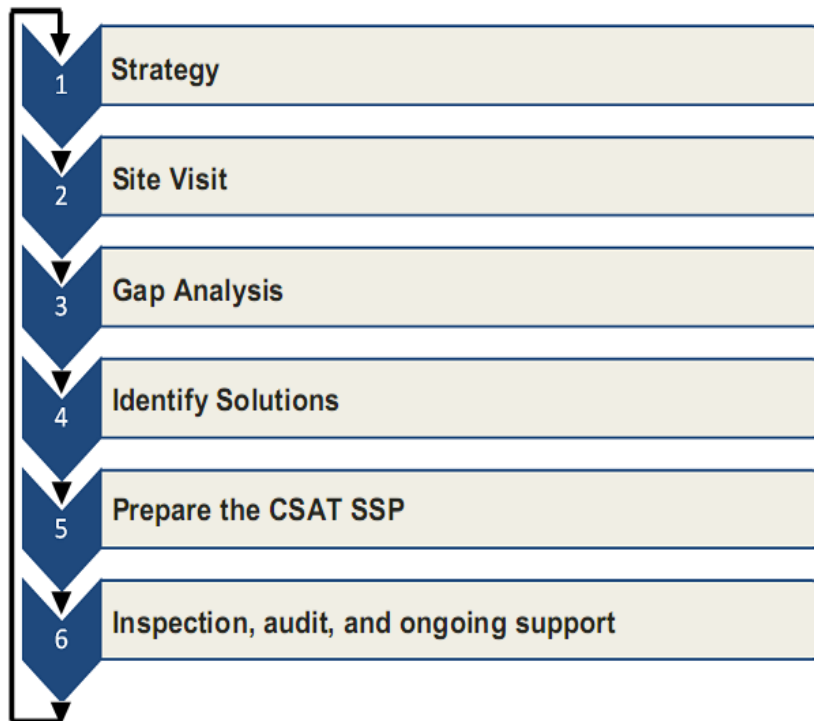 1 Strategy
2 Site Visit
3 Gap Analysis
4 Identify Solutions
5 Prepare the CSAT SSP
6 Inspection, audit, and ongoing support